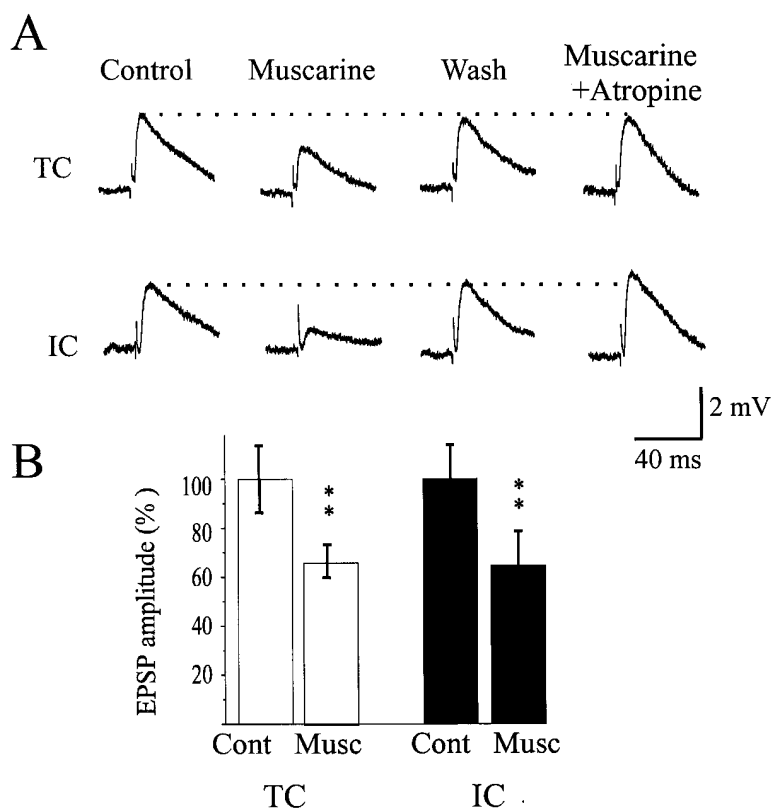 A
Control Muscarine Wash Muscarine
+Atropine
TC
IC
2 mV
40 ms
B
EPSP amplitude (%)
100
80
60
40
20
* *
* *
Cont Musc Cont Musc
TC IC